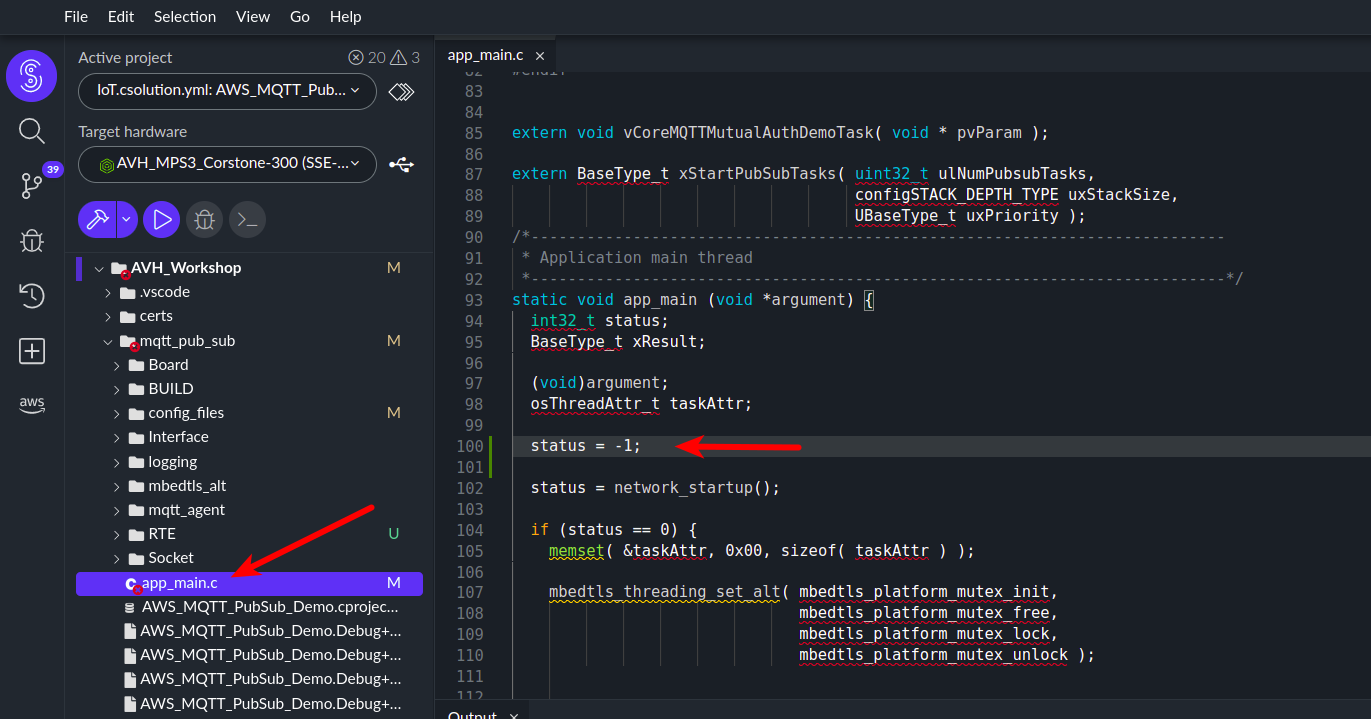 File Edit Selection View Go Help
Active project 20 3
IoT.csolution.yml: AWS_MQTT_Pub...
Target hardware
AVH_MPS3_Corstone-300 (SSE-...
39
aws
AVH_Workshop M
.vscode
certs
mqtt_pub_sub M
Board
BUILD
config_files M
Interface
logging
mbedtls_alt
mqtt_agent
RTE U
Socket
C app_main.c M
AWS_MQTT_PubSub_Demo.cprojec...
AWS_MQTT_PubSub_Demo.Debug+...
AWS_MQTT_PubSub_Demo.Debug+...
AWS_MQTT_PubSub_Demo.Debug+...
AWS_MQTT_PubSub_Demo.Debug+...
app_main.c ×
82 #endif
83
84
85 extern void vCoreMQTTMutualAuthDemoTask( void * pvParam );
86
87 extern BaseType_t xStartPubSubTasks( uint32_t ulNumPubsubTasks,
88 configSTACK_DEPTH_TYPE uxStackSize,
89 UBaseType_t uxPriority );
90 /*---------------------------------------------------------------------------
91 * Application main thread
92 *---------------------------------------------------------------------------*/
93 static void app_main (void *argument) {
94 int32_t status;
95 BaseType_t xResult;
96
97 (void)argument;
98 osThreadAttr_t taskAttr;
99
100 status = -1;
101
102 status = network_startup();
103
104 if (status == 0) {
105 memset( &taskAttr, 0x00, sizeof( taskAttr ) );
106
107 mbedtls_threading_set_alt( mbedtls_platform_mutex_init,
108 mbedtls_platform_mutex_free,
109 mbedtls_platform_mutex_lock,
110 mbedtls_platform_mutex_unlock );
111
112
Output ×